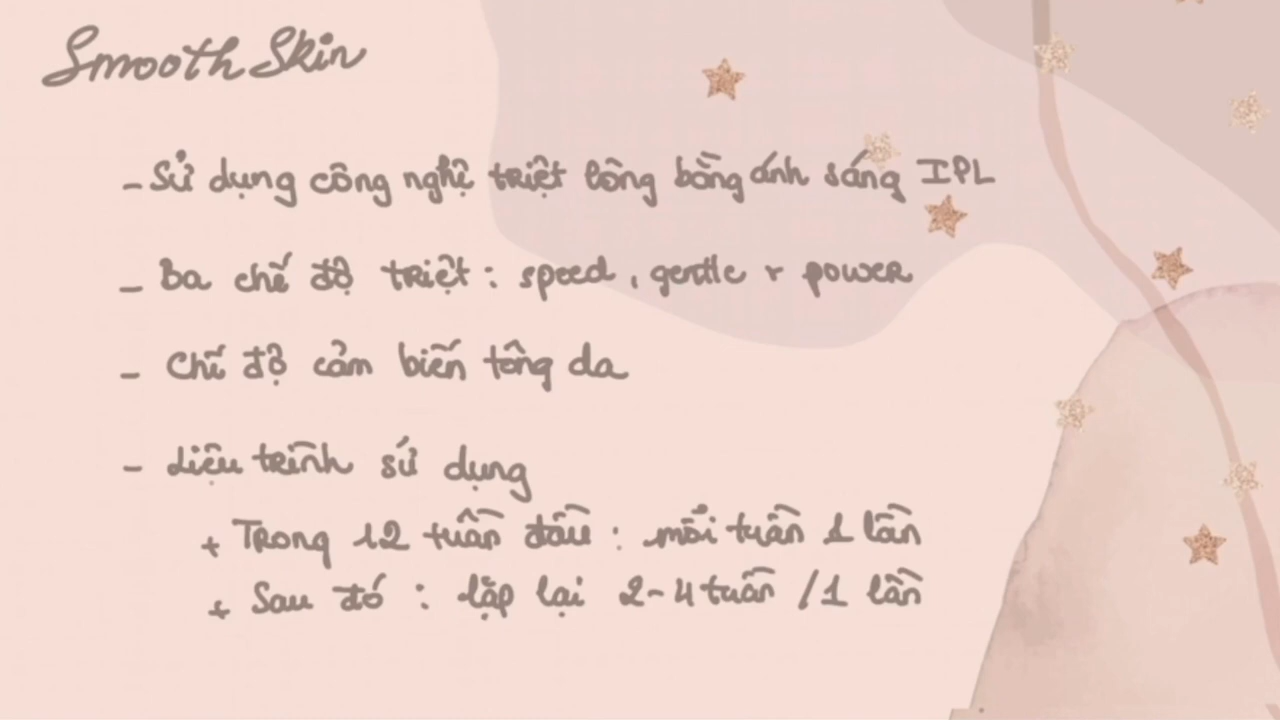 Smooth Skin
- Sử dụng công nghệ triệt lông bằng ánh sáng IPL
- Ba chế độ triệt : speed , gentle & power
- Chế độ cảm biến tông da
- Liệu trình sử dụng
+ Trong 12 tuần đầu : mỗi tuần 1 lần
+ Sau đó : lặp lại 2-4 tuần / 1 lần